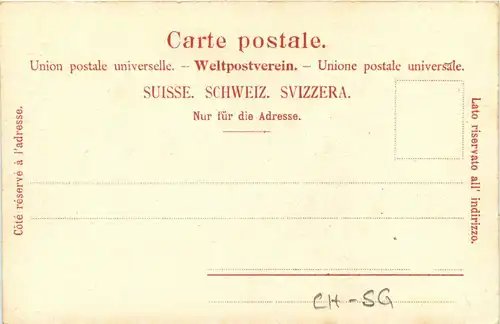 Carte postale.
Union postale universelle. – Weltpostverein. – Unione postale universale.
SUISSE. SCHWEIZ. SVIZZERA.
Nur für die Adresse.
Côté réservé à l'adresse.
Lato riservato all' indirizzo.
CH-SG